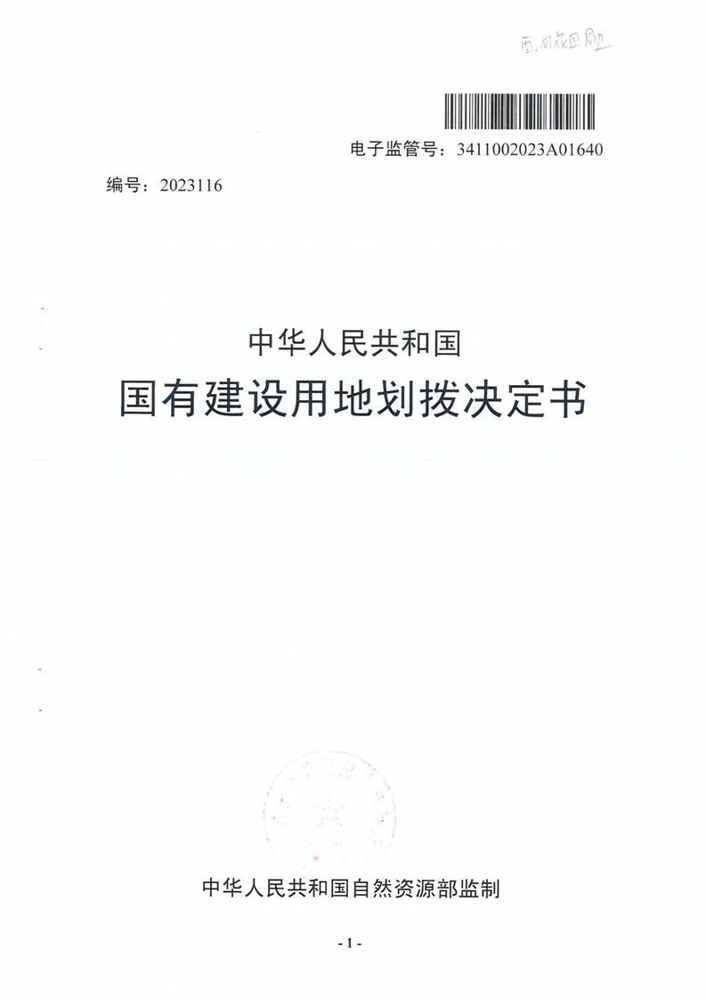 电子监管号：3411002023A01640
编号：2023116
中华人民共和国
国有建设用地划拨决定书
中华人民共和国自然资源部监制
- 1 -